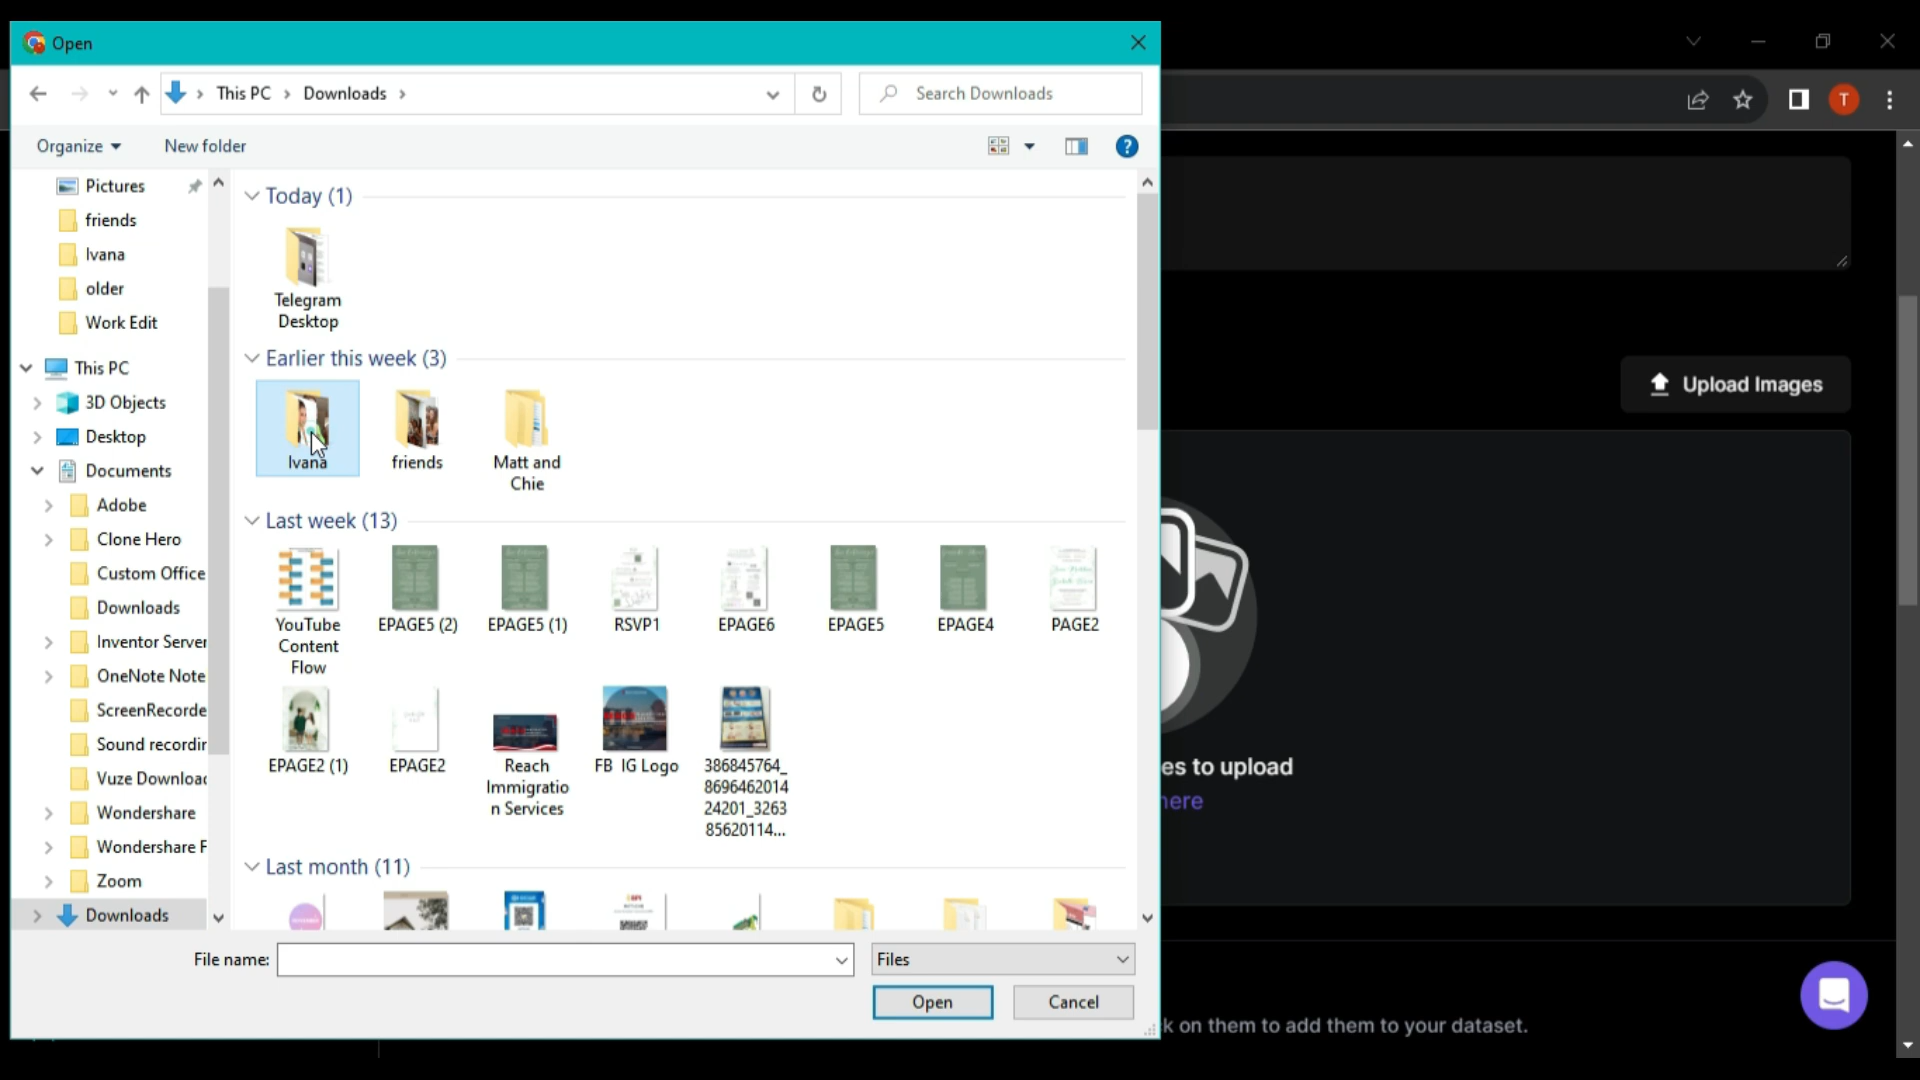 Open
This PC > Downloads >
Search Downloads
T
Organize
New folder
?
Pictures
friends
Ivana
older
Work Edit
This PC
3D Objects
Desktop
Documents
Adobe
Clone Hero
Custom Office
Downloads
Inventor Server
OneNote Note
ScreenRecorde
Sound recordin
Vuze Download
Wondershare
Wondershare F
Zoom
Downloads
Today (1)
Telegram
Desktop
Earlier this week (3)
Ivana
friends
Matt and
Chie
Last week (13)
YouTube
Content
Flow
EPAGE5 (2)
EPAGE5 (1)
RSVP1
EPAGE6
EPAGE5
EPAGE4
PAGE2
EPAGE2 (1)
EPAGE2
Reach
Immigratio
n Services
FB IG Logo
386845764_
8696462014
24201_3263
85620114...
Last month (11)
File name:
Files
Open
Cancel
Upload Images
es to upload
here
k on them to add them to your dataset.